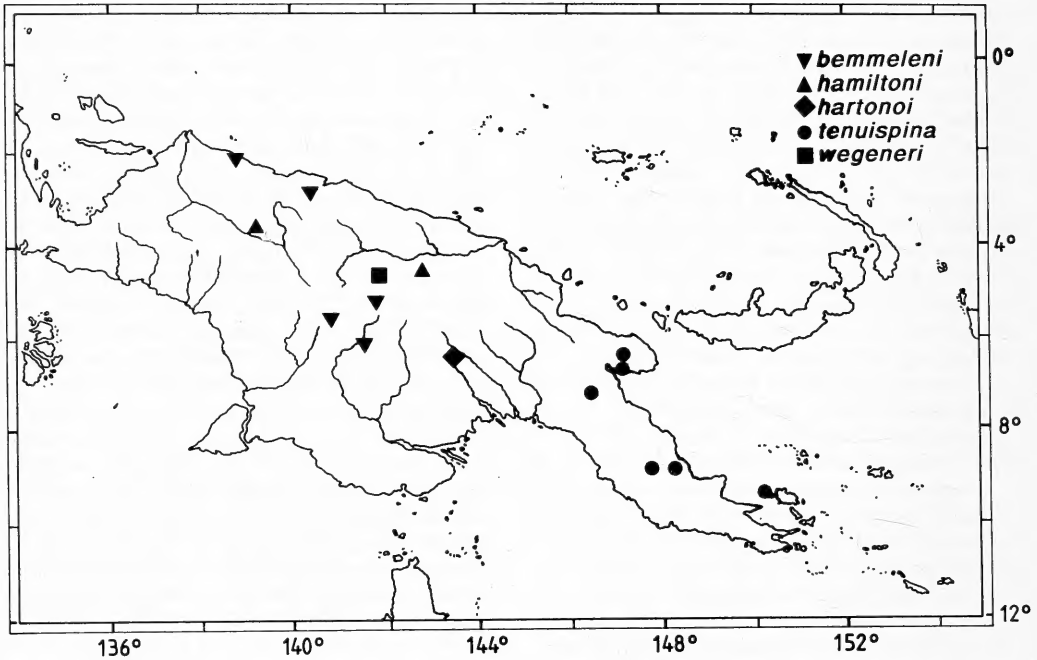 ▼ bemmeleni
▲ hamiltoni
◆ hartonoi
● tenuispina
■ wegeneri
0°
4°
8°
12°
136°
140°
144°
148°
152°